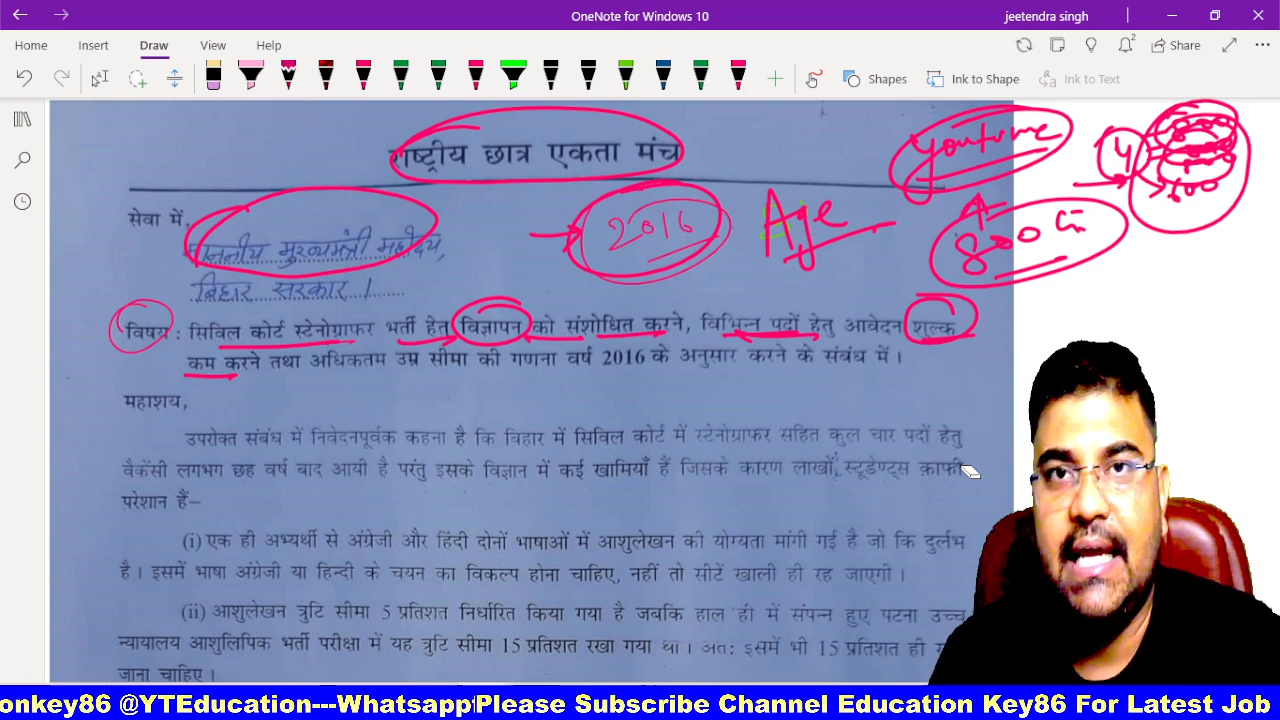 OneNote for Windows 10
jeetendra singh
Home Insert Draw View Help
Share
Shapes
Ink to Shape
Ink to Text
राष्ट्रीय छात्र एकता मंच
सेवा में,
माननीय मुख्यमंत्री महोदय,
बिहार सरकार।
2016
Age
800
4
विषय: सिविल कोर्ट स्टेनोग्राफर भर्ती हेतु विज्ञापन को संशोधित करने, विभिन्न पदों हेतु आवेदन शुल्क
कम करने तथा अधिकतम उम्र सीमा की गणना वर्ष 2016 के अनुसार करने के संबंध में।
महाशय,
उपरोक्त संबंध में निवेदनपूर्वक कहना है कि बिहार में सिविल कोर्ट में स्टेनोग्राफर सहित कुल चार पदों हेतु
वैकेंसी लगभग छह वर्ष बाद आयी है परंतु इसके विज्ञान में कई खामियाँ हैं जिसके कारण लाखों स्टूडेण्ट्स क़ाफी
परेशान हैं–
(i) एक ही अभ्यर्थी से अंग्रेजी और हिंदी दोनों भाषाओं में आशुलेखन की योग्यता मांगी गई है जो कि दुर्लभ
है। इसमें भाषा अंग्रेजी या हिन्दी के चयन का विकल्प होना चाहिए, नहीं तो सीटें खाली ही रह जाएगी।
(ii) आशुलेखन त्रुटि सीमा 5 प्रतिशत निर्धारित किया गया है जबकि हाल ही में संपन्न हुए पटना उच्च
न्यायालय आशुलिपिक भर्ती परीक्षा में यह त्रुटि सीमा 15 प्रतिशत रखा गया था। अत: इसमें भी 15 प्रतिशत ही
जाना चाहिए।
onkey86 @YTEducation---Whatsapp Please Subscribe Channel Education Key86 For Latest Job